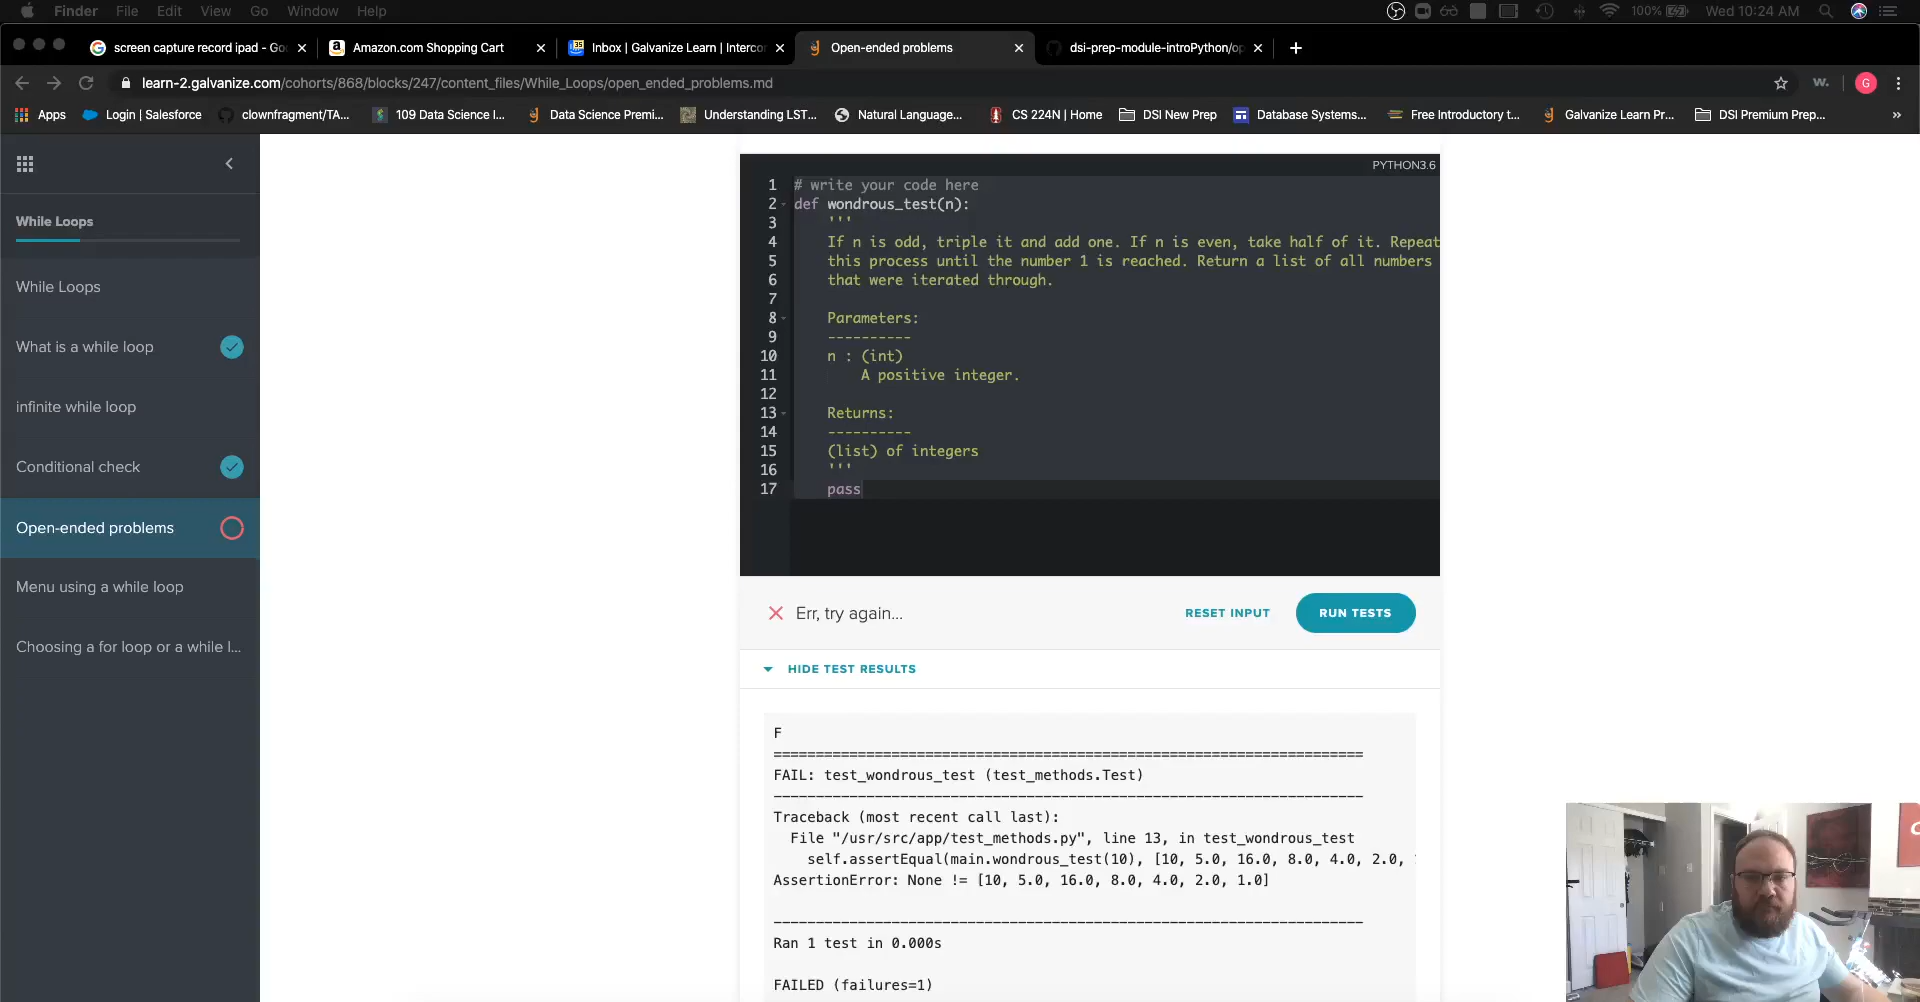 Finder File Edit View Go Window Help 100% Wed 10:24 AM
screen capture record ipad - Go
Amazon.com Shopping Cart
Inbox | Galvanize Learn | Interco
Open-ended problems
dsi-prep-module-introPython/op
learn-2.galvanize.com/cohorts/868/blocks/247/content_files/While_Loops/open_ended_problems.md
W.
G
Apps
Login | Salesforce
clownfragment/TA...
109 Data Science I...
Data Science Premi...
Understanding LST...
Natural Language...
CS 224N | Home
DSI New Prep
Database Systems...
Free Introductory t...
Galvanize Learn Pr...
DSI Premium Prep...
»
While Loops
While Loops
What is a while loop
infinite while loop
Conditional check
Open-ended problems
Menu using a while loop
Choosing a for loop or a while l...
PYTHON3.6
1 # write your code here
2 def wondrous_test(n):
3 '''
4 If n is odd, triple it and add one. If n is even, take half of it. Repeat
5 this process until the number 1 is reached. Return a list of all numbers
6 that were iterated through.
7
8 Parameters:
9 ----------
10 n : (int)
11 A positive integer.
12
13 Returns:
14 ----------
15 (list) of integers
16 '''
17 pass
Err, try again...
RESET INPUT
RUN TESTS
HIDE TEST RESULTS
F
======================================================================
FAIL: test_wondrous_test (test_methods.Test)
----------------------------------------------------------------------
Traceback (most recent call last):
File "/usr/src/app/test_methods.py", line 13, in test_wondrous_test
self.assertEqual(main.wondrous_test(10), [10, 5.0, 16.0, 8.0, 4.0, 2.0,
AssertionError: None != [10, 5.0, 16.0, 8.0, 4.0, 2.0, 1.0]
----------------------------------------------------------------------
Ran 1 test in 0.000s
FAILED (failures=1)